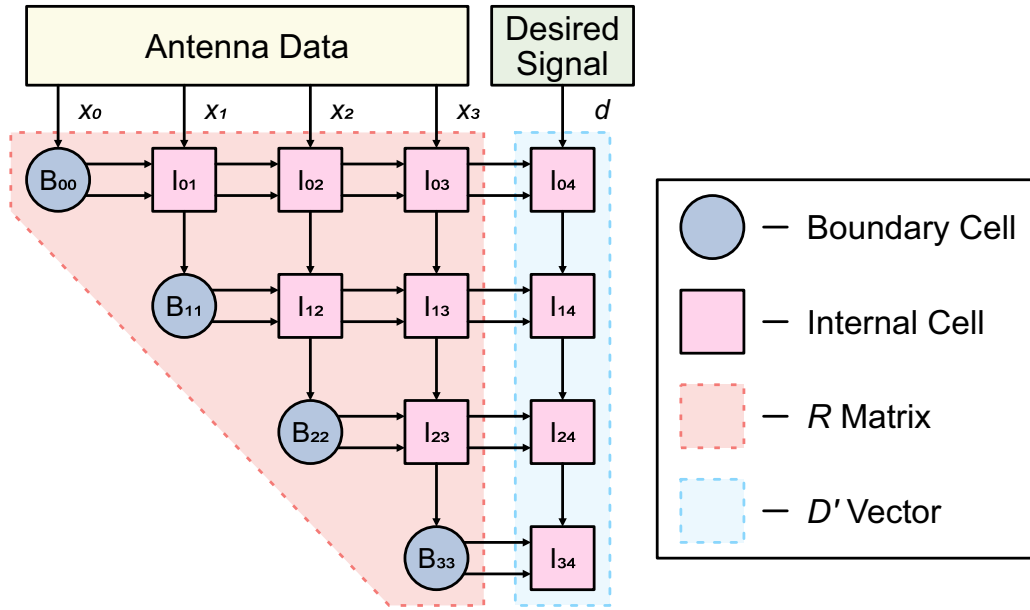 Antenna Data
Desired
Signal
x₀ x₁ x₂ x₃ d
B₀₀ I₀₁ I₀₂ I₀₃ I₀₄
B₁₁ I₁₂ I₁₃ I₁₄
B₂₂ I₂₃ I₂₄
B₃₃ I₃₄
— Boundary Cell
— Internal Cell
— R Matrix
— D′ Vector